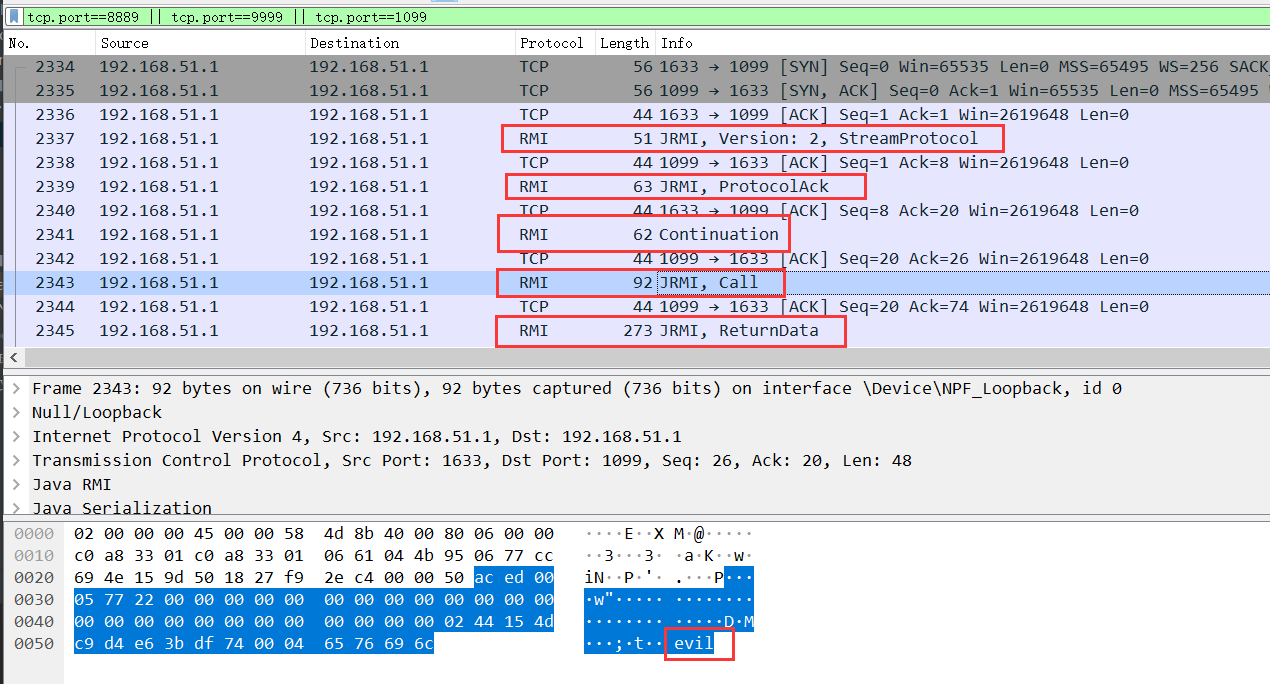 tcp.port==8889 || tcp.port==9999 || tcp.port==1099
No. Source Destination Protocol Length Info
2334 192.168.51.1 192.168.51.1 TCP 56 1633 → 1099 [SYN] Seq=0 Win=65535 Len=0 MSS=65495 WS=256 SACK
2335 192.168.51.1 192.168.51.1 TCP 56 1099 → 1633 [SYN, ACK] Seq=0 Ack=1 Win=65535 Len=0 MSS=65495
2336 192.168.51.1 192.168.51.1 TCP 44 1633 → 1099 [ACK] Seq=1 Ack=1 Win=2619648 Len=0
2337 192.168.51.1 192.168.51.1 RMI 51 JRMI, Version: 2, StreamProtocol
2338 192.168.51.1 192.168.51.1 TCP 44 1099 → 1633 [ACK] Seq=1 Ack=8 Win=2619648 Len=0
2339 192.168.51.1 192.168.51.1 RMI 63 JRMI, ProtocolAck
2340 192.168.51.1 192.168.51.1 TCP 44 1633 → 1099 [ACK] Seq=8 Ack=20 Win=2619648 Len=0
2341 192.168.51.1 192.168.51.1 RMI 62 Continuation
2342 192.168.51.1 192.168.51.1 TCP 44 1099 → 1633 [ACK] Seq=20 Ack=26 Win=2619648 Len=0
2343 192.168.51.1 192.168.51.1 RMI 92 JRMI, Call
2344 192.168.51.1 192.168.51.1 TCP 44 1099 → 1633 [ACK] Seq=20 Ack=74 Win=2619648 Len=0
2345 192.168.51.1 192.168.51.1 RMI 273 JRMI, ReturnData
Frame 2343: 92 bytes on wire (736 bits), 92 bytes captured (736 bits) on interface \Device\NPF_Loopback, id 0
Null/Loopback
Internet Protocol Version 4, Src: 192.168.51.1, Dst: 192.168.51.1
Transmission Control Protocol, Src Port: 1633, Dst Port: 1099, Seq: 26, Ack: 20, Len: 48
Java RMI
Java Serialization
0000 02 00 00 00 45 00 00 58 4d 8b 40 00 80 06 00 00 ····E··X M·@·····
0010 c0 a8 33 01 c0 a8 33 01 06 61 04 4b 95 06 77 cc ··3···3· ·a·K··w·
0020 69 4e 15 9d 50 18 27 f9 2e c4 00 00 50 ac ed 00 iN··P·'· .···P···
0030 05 77 22 00 00 00 00 00 00 00 00 00 00 00 00 00 ·w"····· ········
0040 00 00 00 00 00 00 00 00 00 00 00 00 02 44 15 4d ········ ·····D·M
0050 c9 d4 e6 3b df 74 00 04 65 76 69 6c ···;·t·· evil